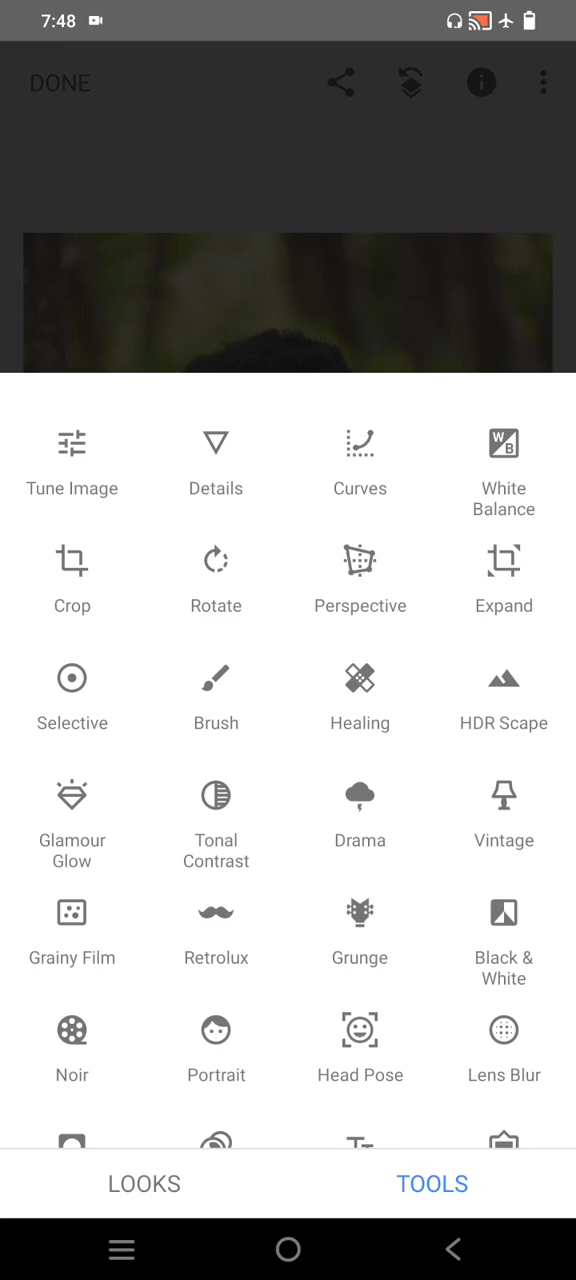 7:48
DONE
Tune Image
Details
Curves
White
Balance
Crop
Rotate
Perspective
Expand
Selective
Brush
Healing
HDR Scape
Glamour
Glow
Tonal
Contrast
Drama
Vintage
Grainy Film
Retrolux
Grunge
Black &
White
Noir
Portrait
Head Pose
Lens Blur
LOOKS
TOOLS